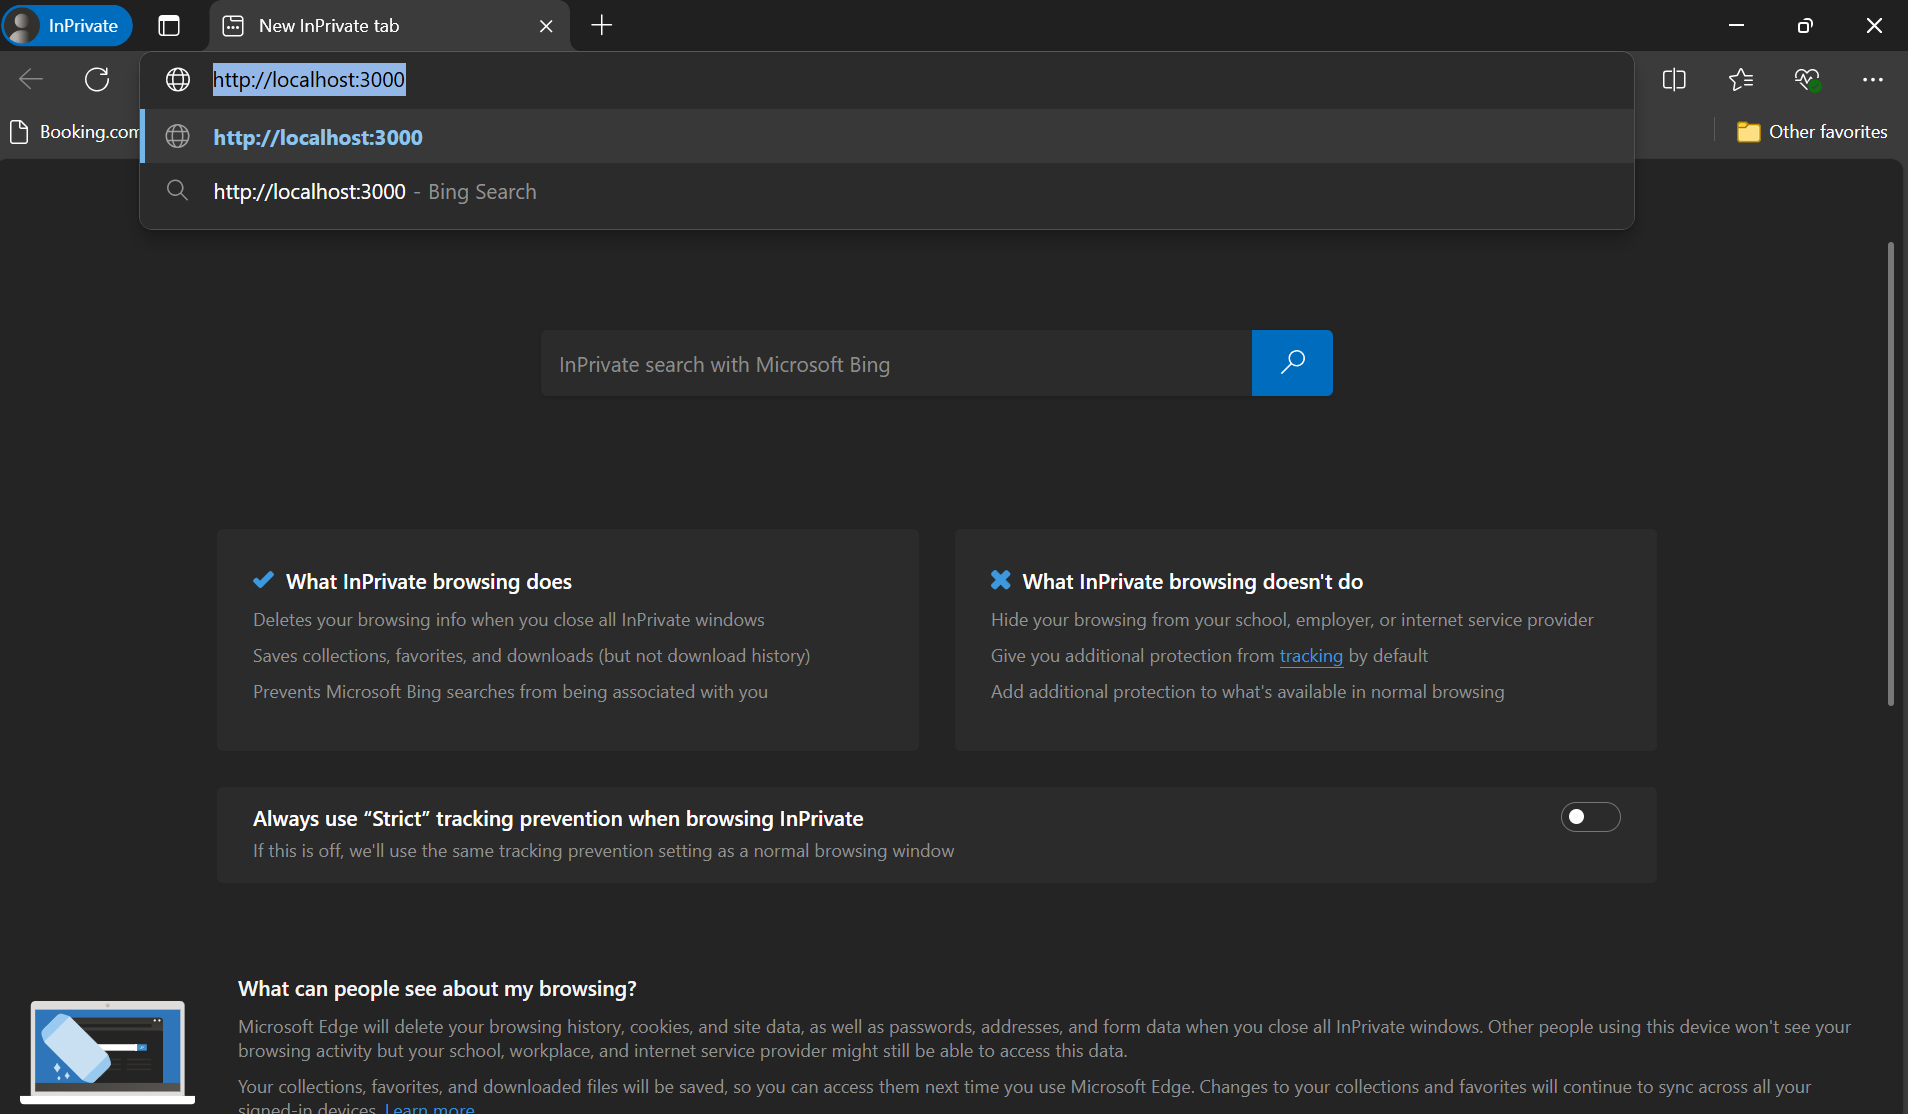 InPrivate
New InPrivate tab
http://localhost:3000
Booking.com
http://localhost:3000
Other favorites
http://localhost:3000 - Bing Search
InPrivate search with Microsoft Bing
What InPrivate browsing does
Deletes your browsing info when you close all InPrivate windows
Saves collections, favorites, and downloads (but not download history)
Prevents Microsoft Bing searches from being associated with you
What InPrivate browsing doesn't do
Hide your browsing from your school, employer, or internet service provider
Give you additional protection from tracking by default
Add additional protection to what's available in normal browsing
Always use “Strict” tracking prevention when browsing InPrivate
If this is off, we'll use the same tracking prevention setting as a normal browsing window
What can people see about my browsing?
Microsoft Edge will delete your browsing history, cookies, and site data, as well as passwords, addresses, and form data when you close all InPrivate windows. Other people using this device won't see your
browsing activity but your school, workplace, and internet service provider might still be able to access this data.
Your collections, favorites, and downloaded files will be saved, so you can access them next time you use Microsoft Edge. Changes to your collections and favorites will continue to sync across all your
signed-in devices. Learn more